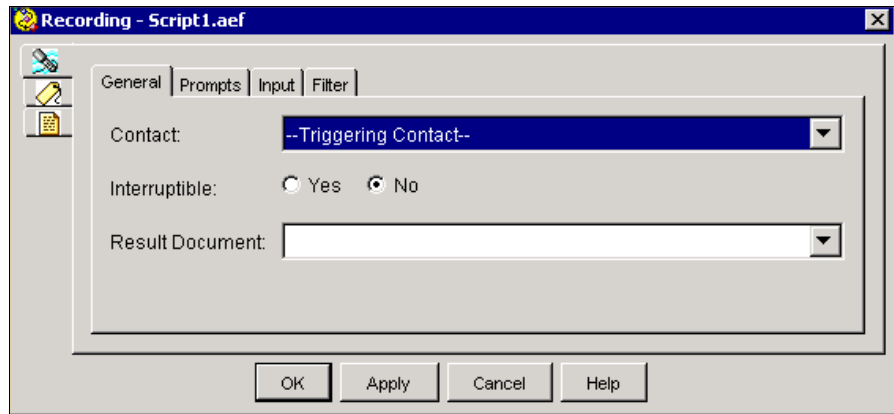 Recording - Script1.aef
General Prompts Input Filter
Contact: --Triggering Contact--
Interruptible: Yes No
Result Document:
OK Apply Cancel Help